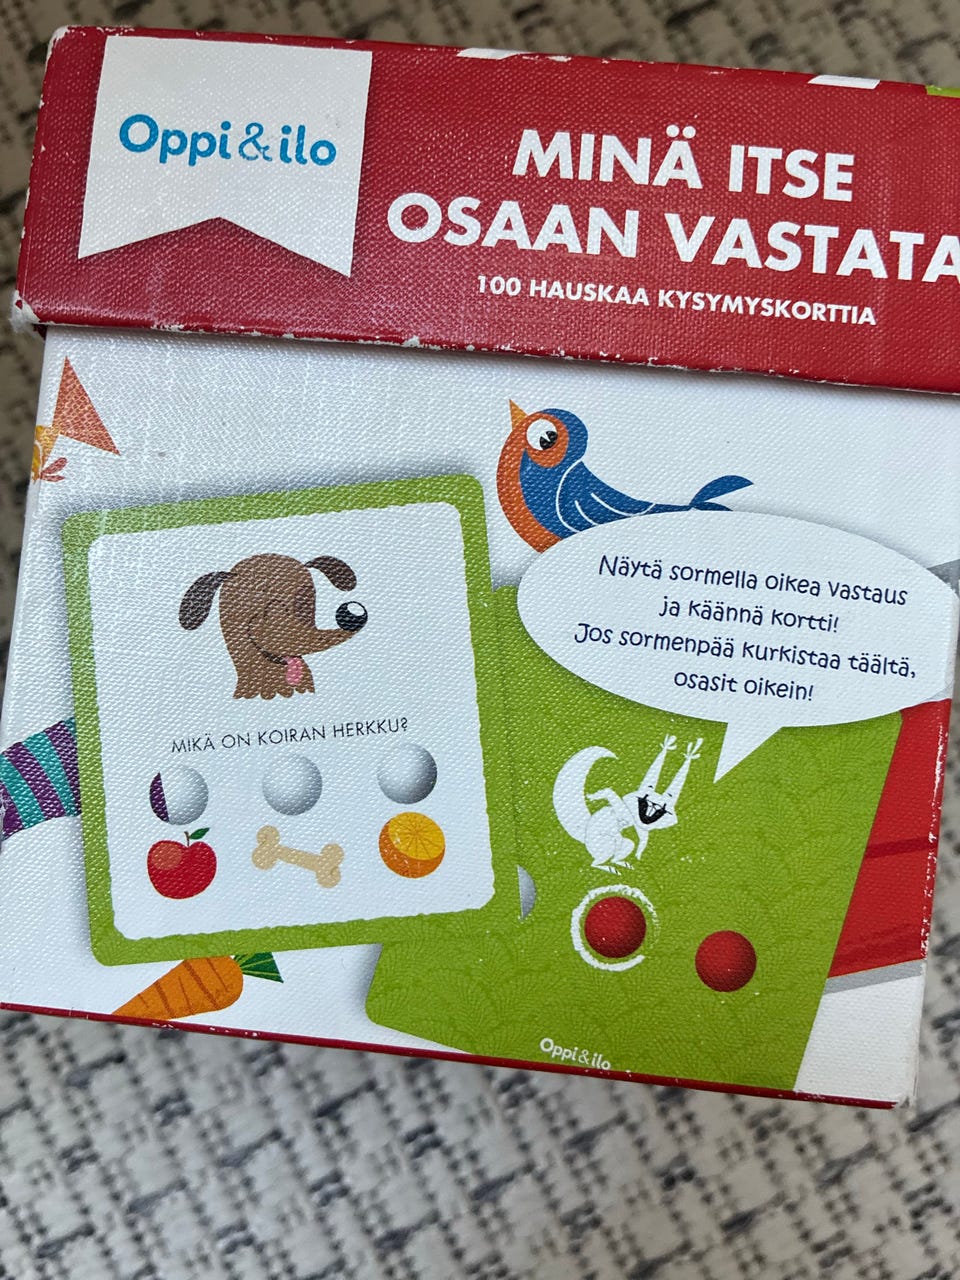 Oppi&ilo
MINÄ ITSE
OSAAN VASTATA
100 HAUSKAA KYSYMYSKORTTIA
Näytä sormella oikea vastaus
ja käännä kortti!
Jos sormenpää kurkistaa täältä,
osasit oikein!
MIKÄ ON KOIRAN HERKKU?
Oppi&ilo